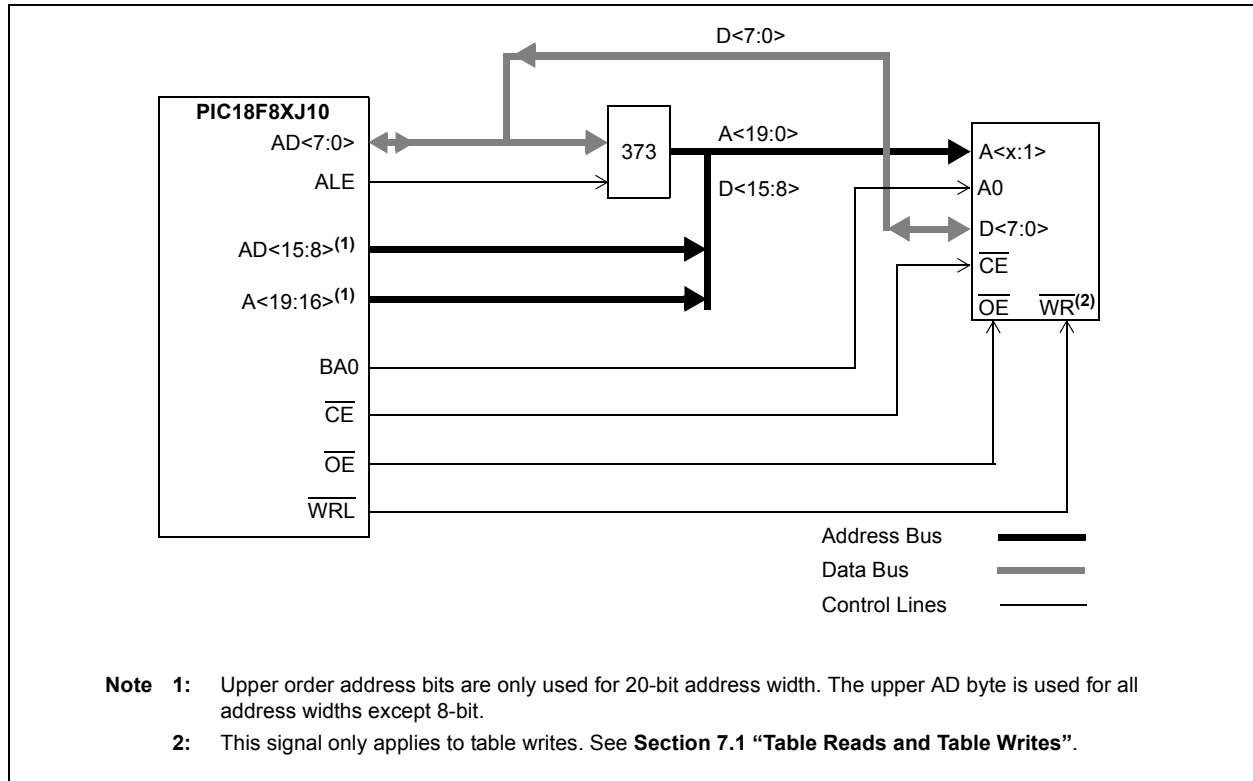 D<7:0>
PIC18F8XJ10
AD<7:0>
373
A<19:0>
A<x:1>
ALE
D<15:8>
A0
AD<15:8>(1)
D<7:0>
CE
A<19:16>(1)
OE WR(2)
BA0
CE
OE
WRL
Address Bus
Data Bus
Control Lines
Note 1: Upper order address bits are only used for 20-bit address width. The upper AD byte is used for all
address widths except 8-bit.
2: This signal only applies to table writes. See Section 7.1 “Table Reads and Table Writes”.